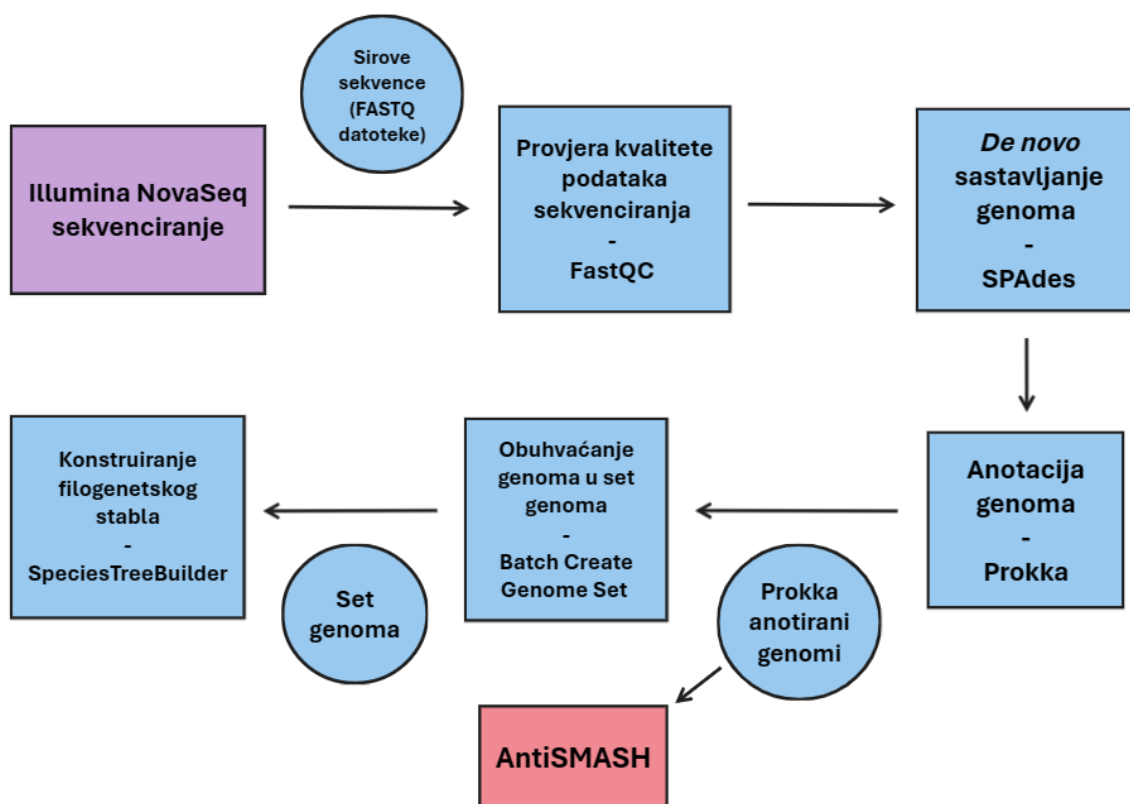 Illumina NovaSeq
sekvenciranje
Sirove
sekvence
(FASTQ
datoteke)
Provjera kvalitete
podataka
sekvenciranja
-
FastQC
De novo
sastavljanje
genoma
-
SPAdes
Anotacija
genoma
-
Prokka
Prokka
anotirani
genomi
Obuhvaćanje
genoma u set
genoma
-
Batch Create
Genome Set
Set
genoma
Konstruiranje
filogenetskog
stabla
-
SpeciesTreeBuilder
AntiSMASH